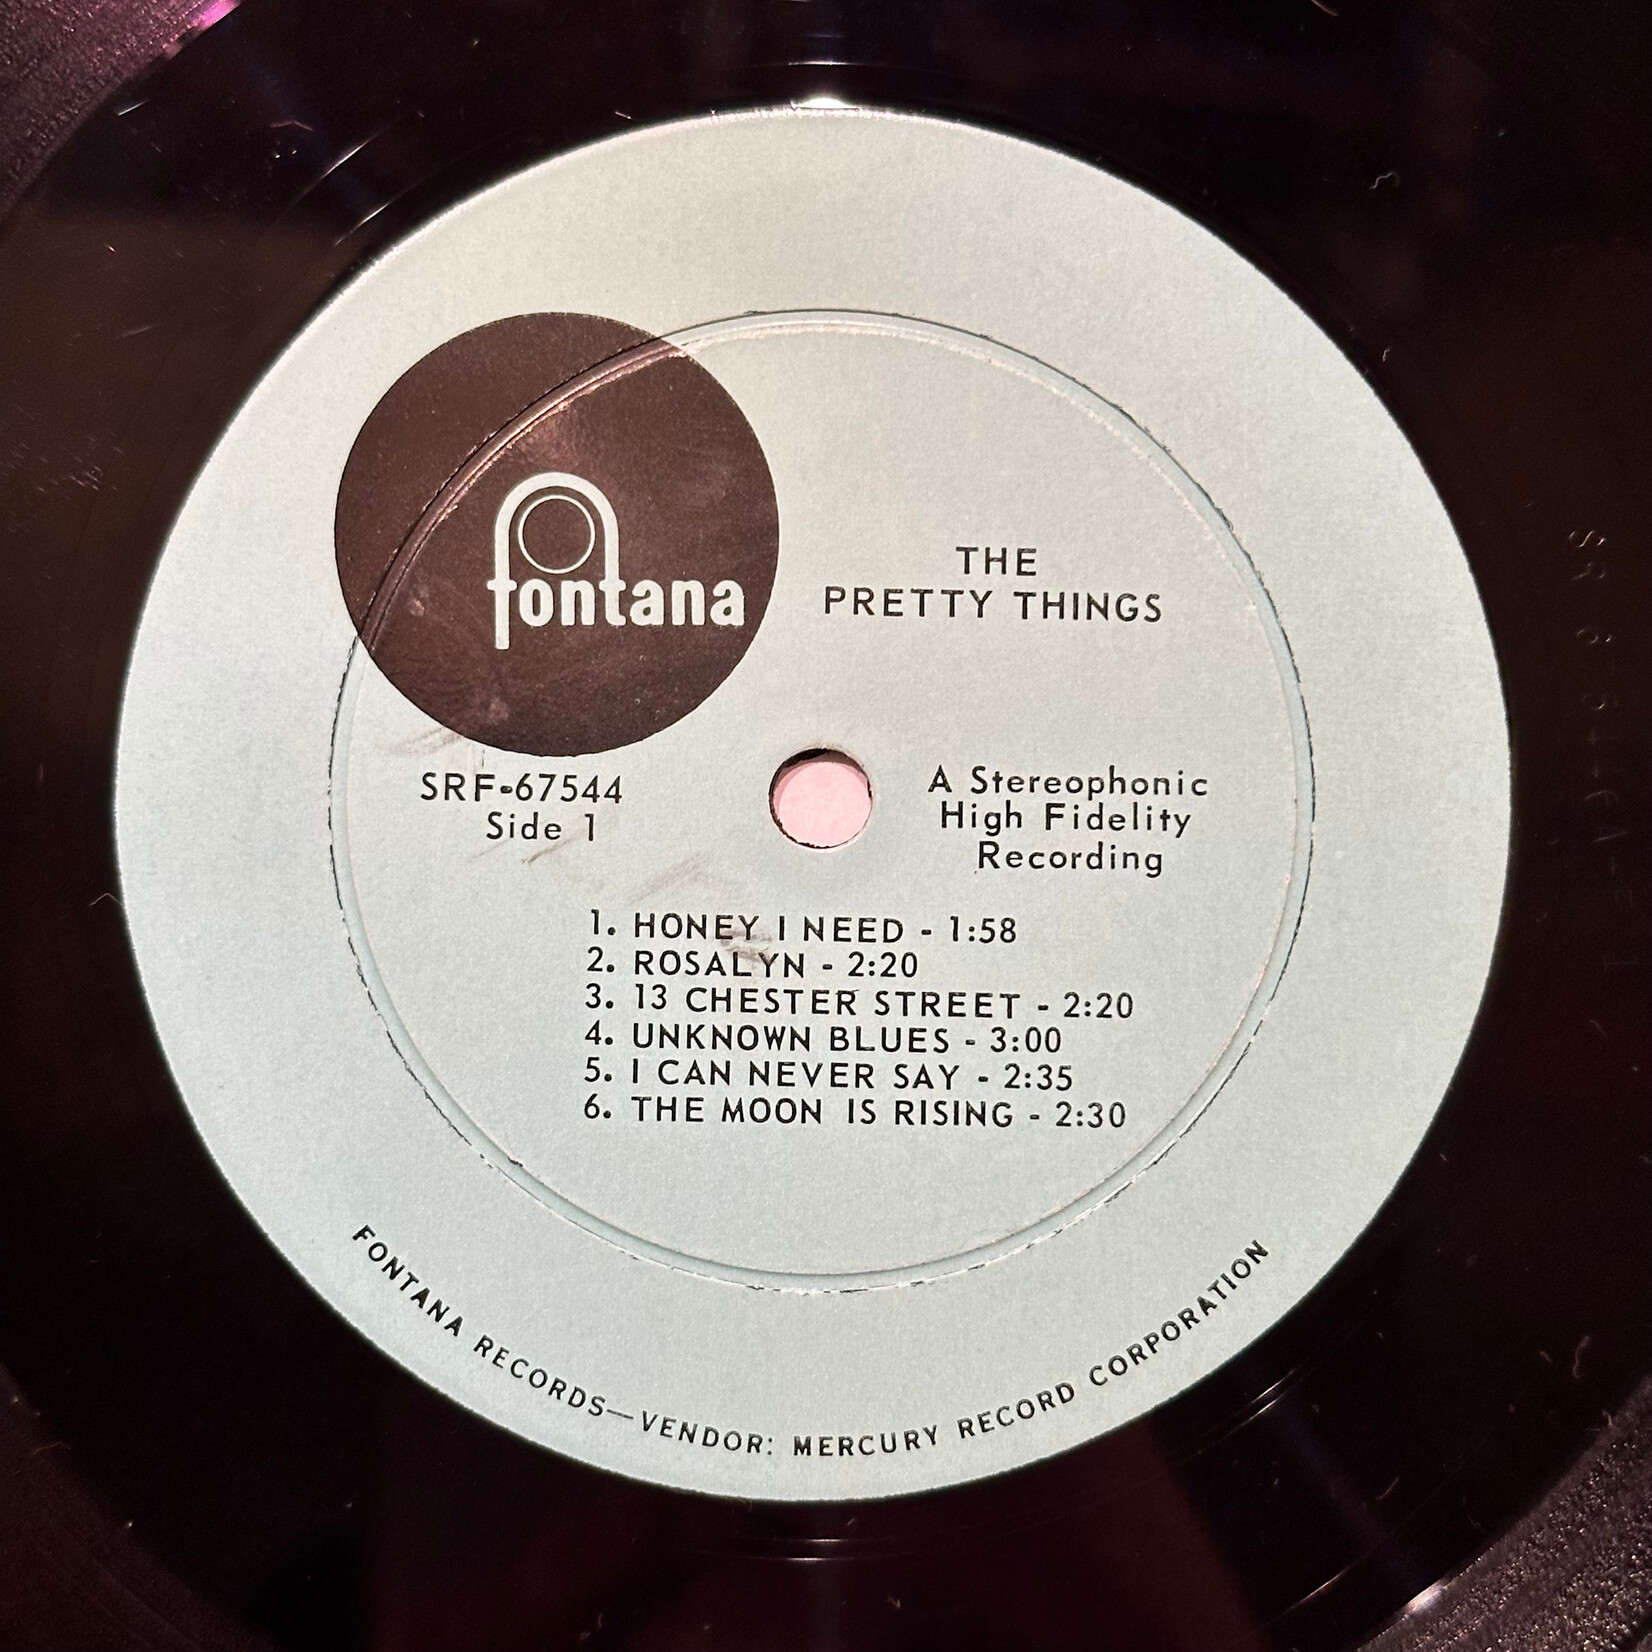 fontana
THE
PRETTY THINGS
SRF-67544
Side 1
A Stereophonic
High Fidelity
Recording
1. HONEY I NEED - 1:58
2. ROSALYN - 2:20
3. 13 CHESTER STREET - 2:20
4. UNKNOWN BLUES - 3:00
5. I CAN NEVER SAY - 2:35
6. THE MOON IS RISING - 2:30
FONTANA RECORDS—VENDOR: MERCURY RECORD CORPORATION